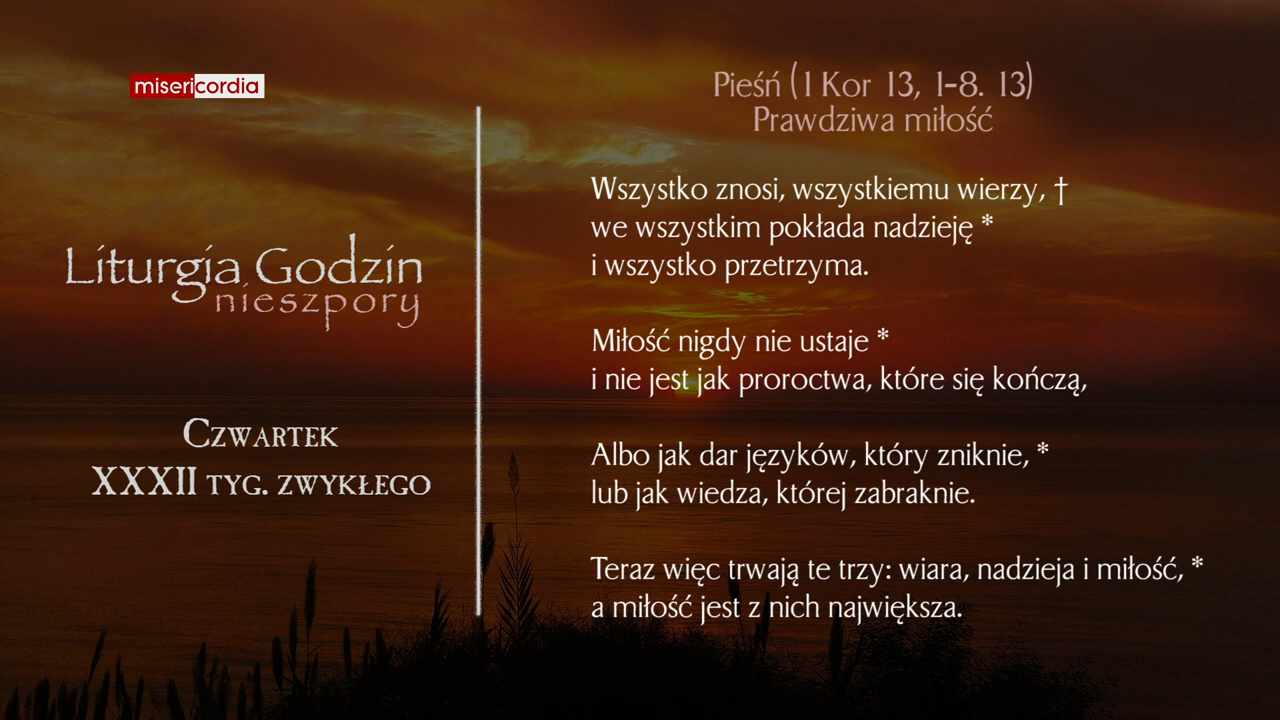 misericordia
Liturgia Godzin
nieszpory
Czwartek
XXXII tyg. zwykłego
Pieśń (1 Kor 13, 1-8. 13)
Prawdziwa miłość
Wszystko znosi, wszystkiemu wierzy, †
we wszystkim pokłada nadzieję *
i wszystko przetrzyma.
Miłość nigdy nie ustaje *
i nie jest jak proroctwa, które się kończą,
Albo jak dar języków, który zniknie, *
lub jak wiedza, której zabraknie.
Teraz więc trwają te trzy: wiara, nadzieja i miłość, *
a miłość jest z nich największa.